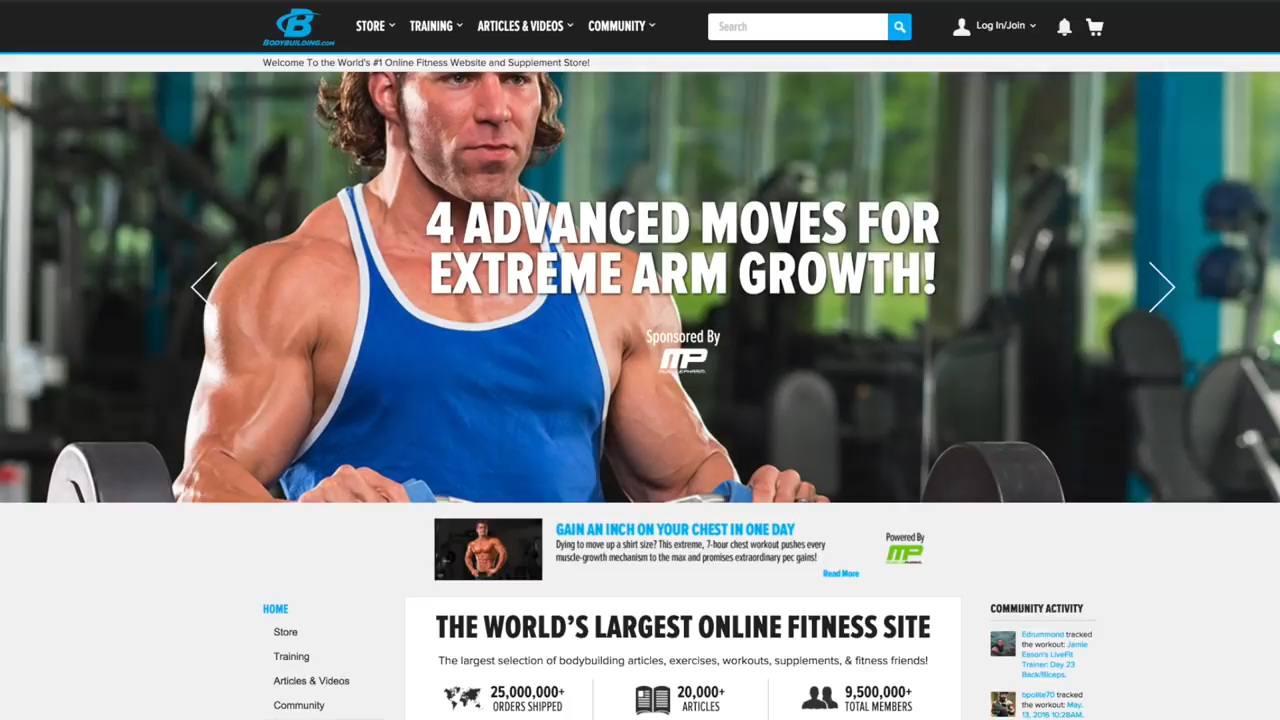 B
BODYBUILDING.COM
STORE
TRAINING
ARTICLES & VIDEOS
COMMUNITY
Search
Log In/Join
Welcome To the World's #1 Online Fitness Website and Supplement Store!
4 ADVANCED MOVES FOR
EXTREME ARM GROWTH!
Sponsored By
MP
MUSCLEPHARM
GAIN AN INCH ON YOUR CHEST IN ONE DAY
Dying to move up a shirt size? This extreme, 7-hour chest workout pushes every
muscle-growth mechanism to the max and promises extraordinary pec gains!
Read More
Powered By
MP
MUSCLEPHARM
HOME
Store
Training
Articles & Videos
Community
THE WORLD'S LARGEST ONLINE FITNESS SITE
The largest selection of bodybuilding articles, exercises, workouts, supplements, & fitness friends!
25,000,000+
ORDERS SHIPPED
20,000+
ARTICLES
9,500,000+
TOTAL MEMBERS
COMMUNITY ACTIVITY
Edrummond tracked
the workout: Jamie
Eason's LiveFit
Trainer: Day 23
Back/Biceps.
bpolite70 tracked
the workout: May
13, 2016 10:28AM.